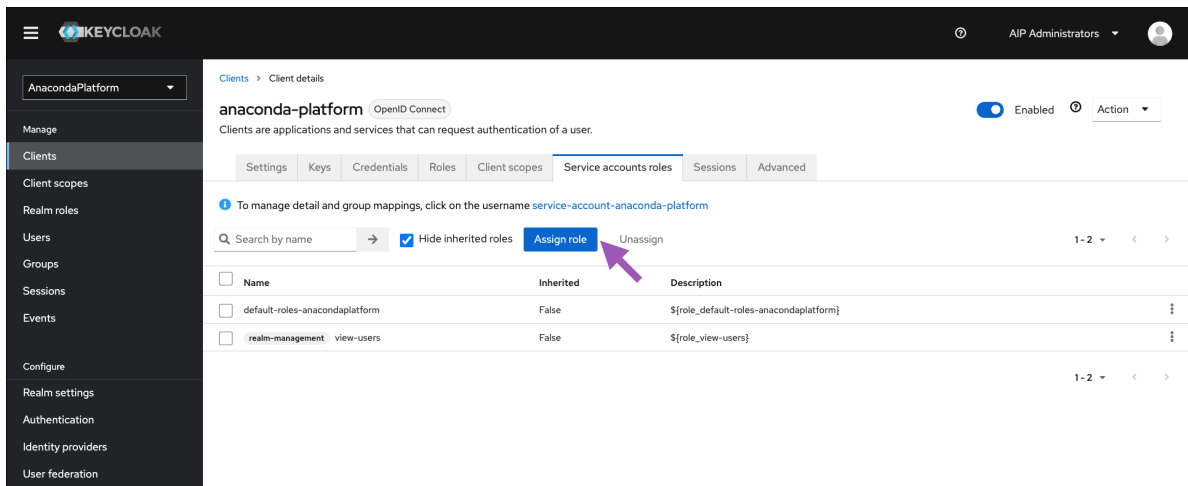 KEYCLOAK
AIP Administrators
AnacondaPlatform
Manage
Clients
Client scopes
Realm roles
Users
Groups
Sessions
Events
Configure
Realm settings
Authentication
Identity providers
User federation
Clients > Client details
anaconda-platform OpenID Connect
Enabled Action
Clients are applications and services that can request authentication of a user.
Settings Keys Credentials Roles Client scopes Service accounts roles Sessions Advanced
To manage detail and group mappings, click on the username service-account-anaconda-platform
Search by name Hide inherited roles Assign role Unassign 1 - 2
Name Inherited Description
default-roles-anacondaplatform False ${role_default-roles-anacondaplatform}
realm-management view-users False ${role_view-users}
1 - 2